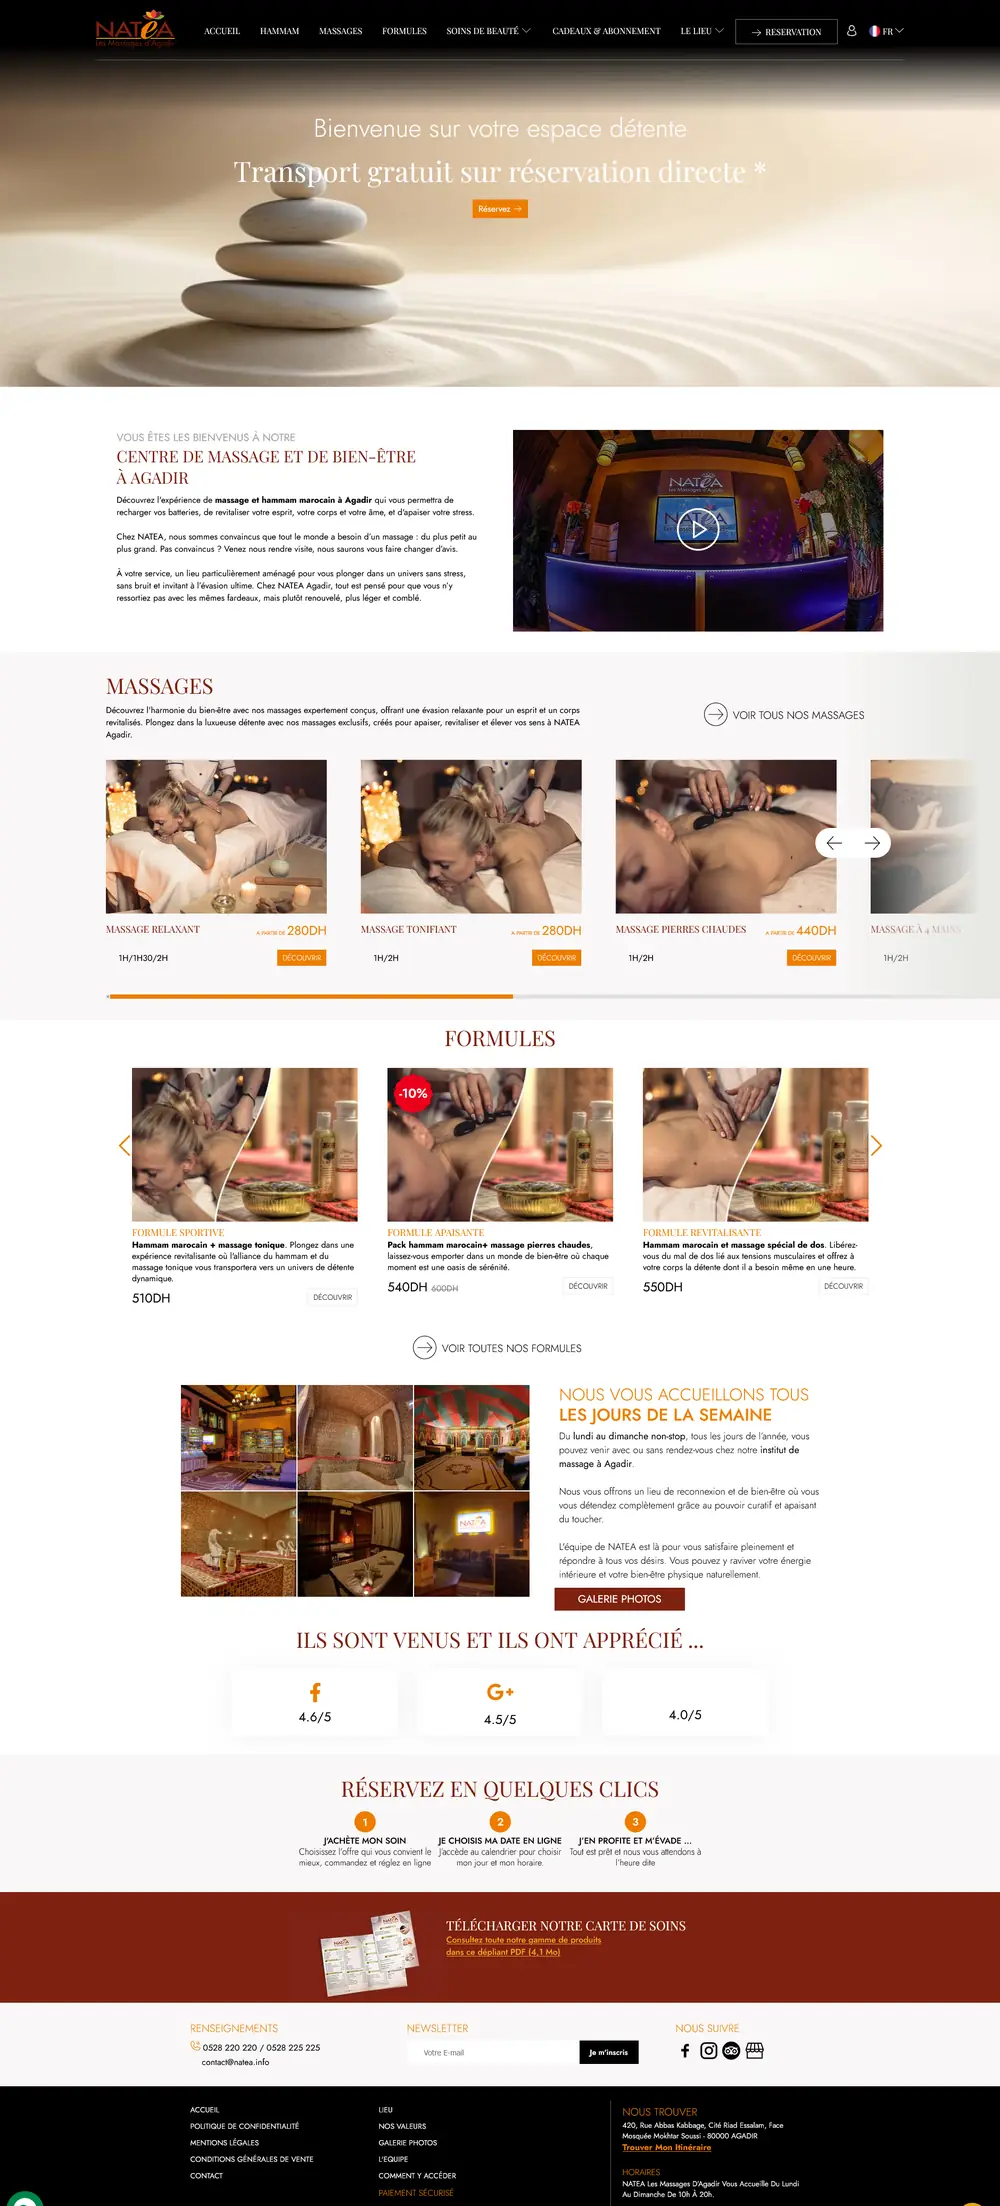 NATEA
Les Massages d'Agadir
ACCUEIL
HAMMAM
MASSAGES
FORMULES
SOINS DE BEAUTÉ
CADEAUX & ABONNEMENT
LE LIEU
RESERVATION
FR
Bienvenue sur votre espace détente
Transport gratuit sur réservation directe *
Réservez
VOUS ÊTES LES BIENVENUS À NOTRE
CENTRE DE MASSAGE ET DE BIEN-ÊTRE
À AGADIR
Découvrez l'expérience de massage et hammam marocain à Agadir qui vous permettra de
recharger vos batteries, de revitaliser votre esprit, votre corps et votre âme, et d'apaiser votre stress.
Chez NATEA, nous sommes convaincus que tout le monde a besoin d'un massage : du plus petit au
plus grand. Pas convaincus ? Venez nous rendre visite, nous saurons vous faire changer d'avis.
À votre service, un lieu particulièrement aménagé pour vous plonger dans un univers sans stress,
sans bruit et invitant à l'évasion ultime. Chez NATEA Agadir, tout est pensé pour que vous n'y
ressortiez pas avec les mêmes fardeaux, mais plutôt renouvelé, plus léger et comblé.
NATEA
Les Massages d'Agadir
NATEA
MASSAGES
Découvrez l'harmonie du bien-être avec nos massages expertement conçus, offrant une évasion relaxante pour un esprit et un corps
revitalisés. Plongez dans la luxueuse détente avec nos massages exclusifs, créés pour apaiser, revitaliser et élever vos sens à NATEA
Agadir.
VOIR TOUS NOS MASSAGES
MASSAGE RELAXANT
A PARTIR DE 280DH
1H/1H30/2H
DÉCOUVRIR
MASSAGE TONIFIANT
A PARTIR DE 280DH
1H/2H
DÉCOUVRIR
MASSAGE PIERRES CHAUDES
A PARTIR DE 440DH
1H/2H
DÉCOUVRIR
MASSAGE À 4 MAINS
1H/2H
FORMULES
FORMULE SPORTIVE
Hammam marocain + massage tonique. Plongez dans une
expérience revitalisante où l'alliance du hammam et du
massage tonique vous transportera vers un univers de détente
dynamique.
510DH
DÉCOUVRIR
-10%
FORMULE APAISANTE
Pack hammam marocain+ massage pierres chaudes,
laissez-vous emporter dans un monde de bien-être où chaque
moment est une oasis de sérénité.
540DH 600DH
DÉCOUVRIR
FORMULE REVITALISANTE
Hammam marocain et massage spécial de dos. Libérez-
vous du mal de dos lié aux tensions musculaires et offrez à
votre corps la détente dont il a besoin même en une heure.
550DH
DÉCOUVRIR
VOIR TOUTES NOS FORMULES
NATEA
NOUS VOUS ACCUEILLONS TOUS
LES JOURS DE LA SEMAINE
Du lundi au dimanche non-stop, tous les jours de l'année, vous
pouvez venir avec ou sans rendez-vous chez notre institut de
massage à Agadir.
Nous vous offrons un lieu de reconnexion et de bien-être où vous
vous détendez complètement grâce au pouvoir curatif et apaisant
du toucher.
L'équipe de NATEA est là pour vous satisfaire pleinement et
répondre à tous vos désirs. Vous pouvez y raviver votre énergie
intérieure et votre bien-être physique naturellement.
GALERIE PHOTOS
ILS SONT VENUS ET ILS ONT APPRÉCIÉ ...
4.6/5
G+
4.5/5
4.0/5
RÉSERVEZ EN QUELQUES CLICS
1
J'ACHÈTE MON SOIN
Choisissez l'offre qui vous convient le
mieux, commandez et réglez en ligne
2
JE CHOISIS MA DATE EN LIGNE
J'accède au calendrier pour choisir
mon jour et mon horaire.
3
J'EN PROFITE ET M'ÉVADE ...
Tout est prêt et nous vous attendons à
l'heure dite
NATEA
TÉLÉCHARGER NOTRE CARTE DE SOINS
Consultez toute notre gamme de produits
dans ce dépliant PDF (4,1 Mo)
RENSEIGNEMENTS
0528 220 220 / 0528 225 225
contact@natea.info
NEWSLETTER
Votre E-mail
Je m'inscris
NOUS SUIVRE
ACCUEIL
POLITIQUE DE CONFIDENTIALITÉ
MENTIONS LÉGALES
CONDITIONS GÉNÉRALES DE VENTE
CONTACT
LIEU
NOS VALEURS
GALERIE PHOTOS
L'EQUIPE
COMMENT Y ACCÉDER
PAIEMENT SÉCURISÉ
NOUS TROUVER
420, Rue Abbas Kabbage, Cité Riad Essalam, Face
Mosquée Mokhtar Soussi - 80000 AGADIR
Trouver Mon Itinéraire
HORAIRES
NATEA Les Massages D'Agadir Vous Accueille Du Lundi
Au Dimanche De 10h À 20h.